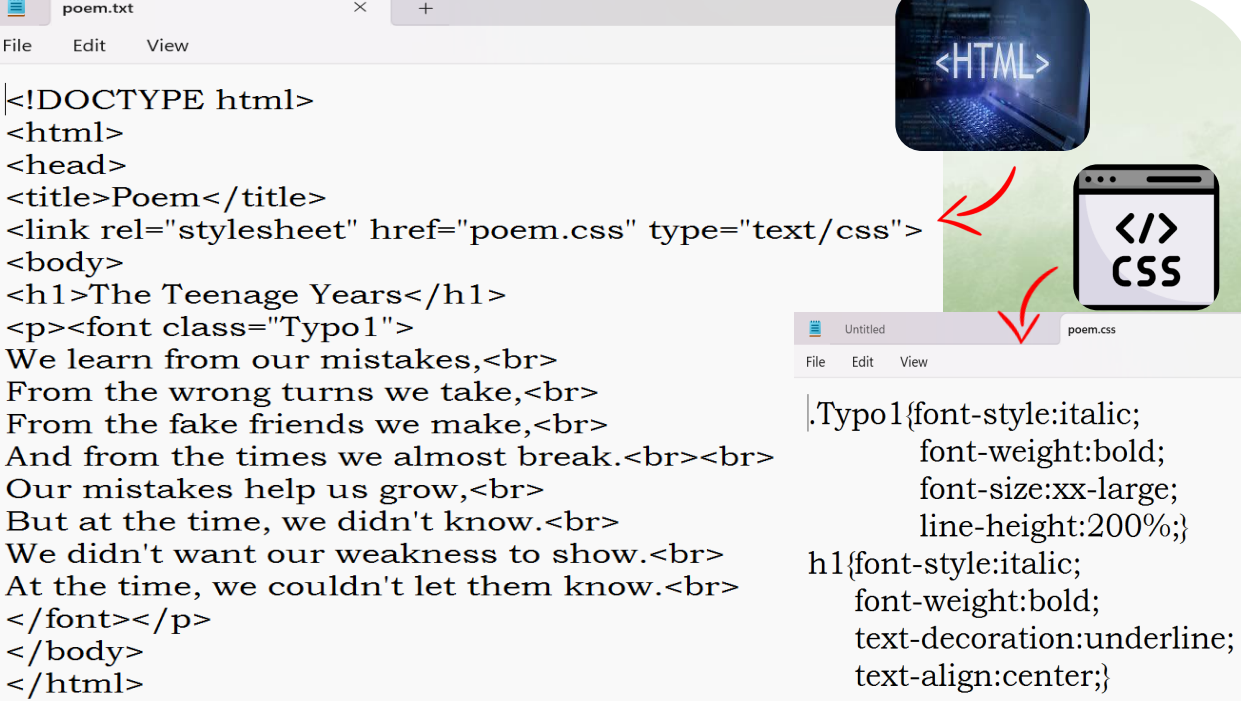 poem.txt
File Edit View
<!DOCTYPE html>
<html>
<head>
<title>Poem</title>
<link rel="stylesheet" href="poem.css" type="text/css">
<body>
<h1>The Teenage Years</h1>
<p><font class="Typo1">
We learn from our mistakes,<br>
From the wrong turns we take,<br>
From the fake friends we make,<br>
And from the times we almost break.<br><br>
Our mistakes help us grow,<br>
But at the time, we didn't know.<br>
We didn't want our weakness to show.<br>
At the time, we couldn't let them know.<br>
</font></p>
</body>
</html>
<HTML>
</>
CSS
Untitled
poem.css
File Edit View
.Typo1{font-style:italic;
font-weight:bold;
font-size:xx-large;
line-height:200%;}
h1{font-style:italic;
font-weight:bold;
text-decoration:underline;
text-align:center;}